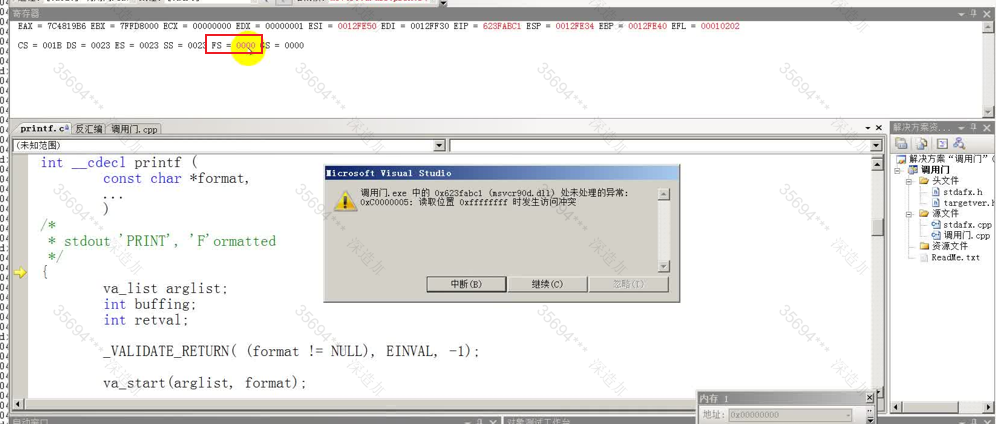 寄存器
EAX = 7C4819B6 EBX = 7FFD8000 ECX = 00000000 EDX = 00000001 ESI = 0012FE50 EDI = 0012FF30 EIP = 623FABC1 ESP = 0012FE34 EBP = 0012FE40 EFL = 00010202
CS = 001B DS = 0023 ES = 0023 SS = 0023 FS = 0000 GS = 0000
printf.c 反汇编 调用门.cpp
(未知范围)
int __cdecl printf (
const char *format,
...
)
/*
* stdout 'PRINT', 'F'ormatted
*/
{
va_list arglist;
int buffing;
int retval;
_VALIDATE_RETURN( (format != NULL), EINVAL, -1);
va_start(arglist, format);
Microsoft Visual Studio
调用门.exe 中的 0x623fabc1 (msvcr90d.dll) 处未处理的异常:
0xC0000005: 读取位置 0xffffffff 时发生访问冲突
中断(B) 继续(C) 忽略(I)
解决方案资...
解决方案“调用门”(
调用门
头文件
stdafx.h
targetver.h
源文件
stdafx.cpp
调用门.cpp
资源文件
ReadMe.txt
内存 1
地址: 0x00000000